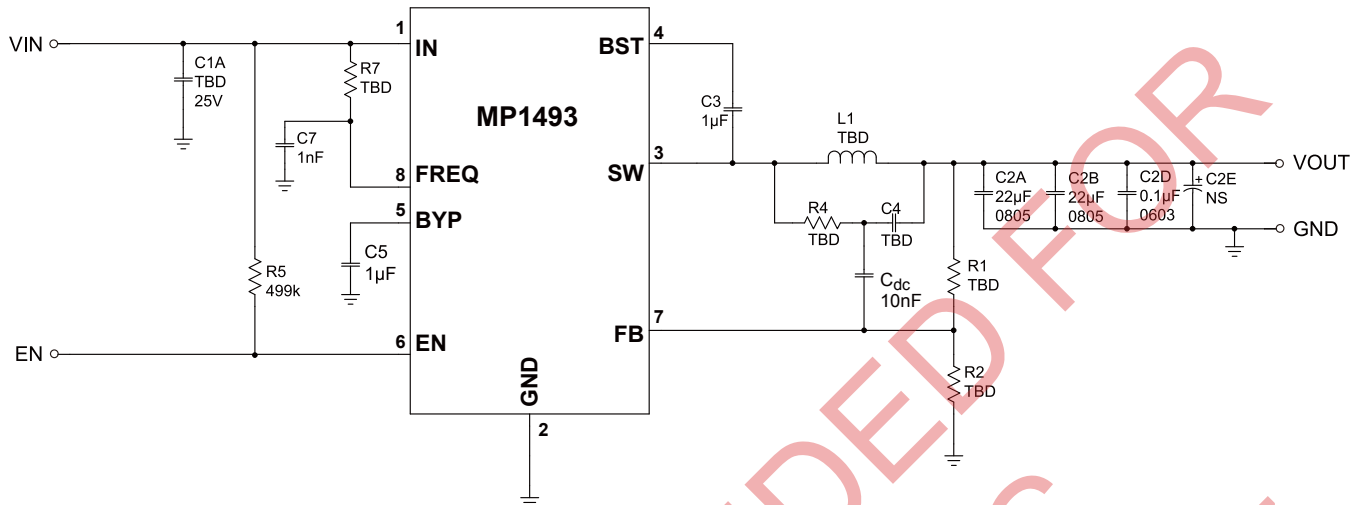 VIN
1
IN
C1A
TBD
25V
R7
TBD
C7
1nF
8
FREQ
5
BYP
C5
1µF
R5
499k
EN
6
EN
MP1493
GND
2
BST
4
C3
1µF
SW
3
L1
TBD
R4
TBD
C4
TBD
Cdc
10nF
FB
7
R1
TBD
R2
TBD
C2A
22µF
0805
C2B
22µF
0805
C2D
0.1µF
0603
+
C2E
NS
VOUT
GND
DED FOR